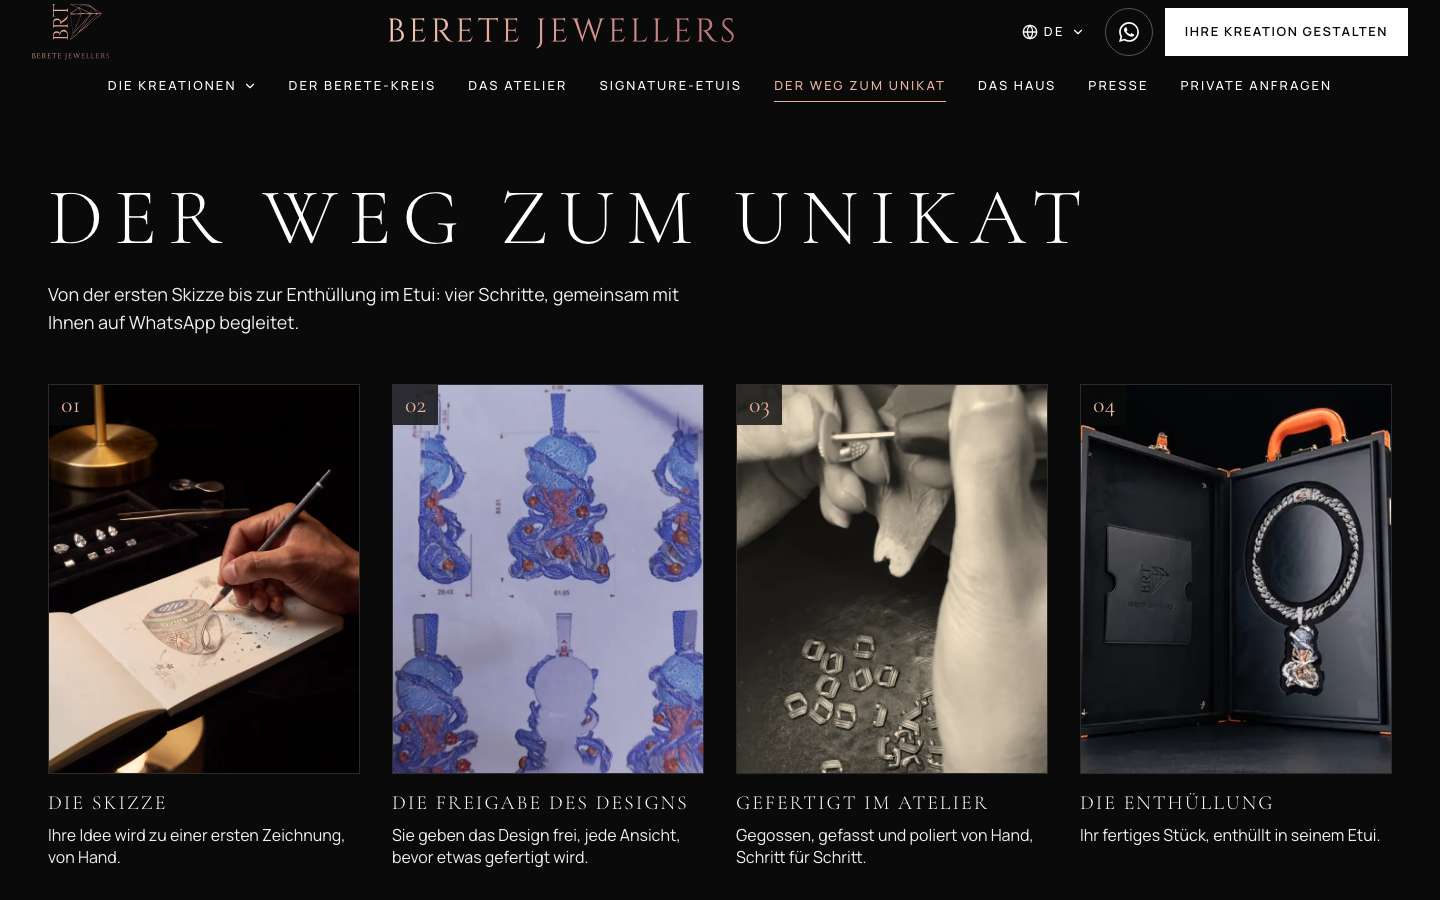 BRT
BERETE JEWELLERS
BERETE JEWELLERS
DE
IHRE KREATION GESTALTEN
DIE KREATIONEN
DER BERETE-KREIS
DAS ATELIER
SIGNATURE-ETUIS
DER WEG ZUM UNIKAT
DAS HAUS
PRESSE
PRIVATE ANFRAGEN
DER WEG ZUM UNIKAT
Von der ersten Skizze bis zur Enthüllung im Etui: vier Schritte, gemeinsam mit
Ihnen auf WhatsApp begleitet.
01
02
03
04
28.43
61.65
BRT
DIE SKIZZE
Ihre Idee wird zu einer ersten Zeichnung,
von Hand.
DIE FREIGABE DES DESIGNS
Sie geben das Design frei, jede Ansicht,
bevor etwas gefertigt wird.
GEFERTIGT IM ATELIER
Gegossen, gefasst und poliert von Hand,
Schritt für Schritt.
DIE ENTHÜLLUNG
Ihr fertiges Stück, enthüllt in seinem Etui.